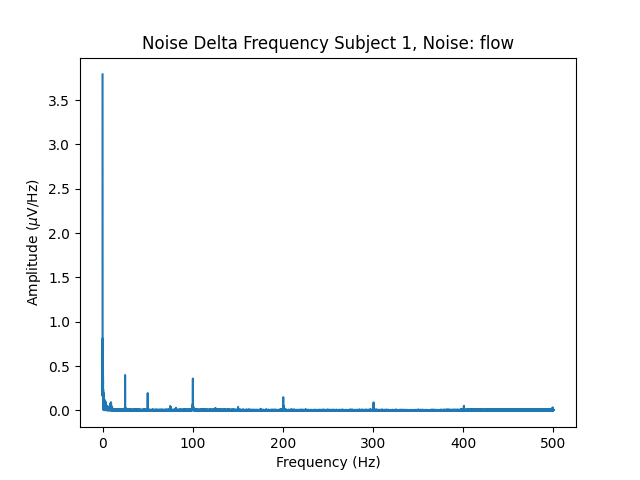 Noise Delta Frequency Subject 1, Noise: flow
Amplitude (μV/Hz)
3.5
3.0
2.5
2.0
1.5
1.0
0.5
0.0
0 100 200 300 400 500
Frequency (Hz)